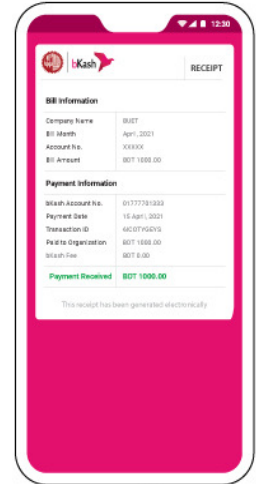 12:30
bKash
RECEIPT
Bill Information
Company Name BUET
Bill Month April, 2021
Account No. XXXXX
Bill Amount BDT 1000.00
Payment Information
bKash Account No. 01777701333
Payment Date 15 April, 2021
Transaction ID
Paid to Organization BDT 1000.00
bKash Fee BDT 0.00
Payment Received BDT 1000.00
This receipt has been generated electronically